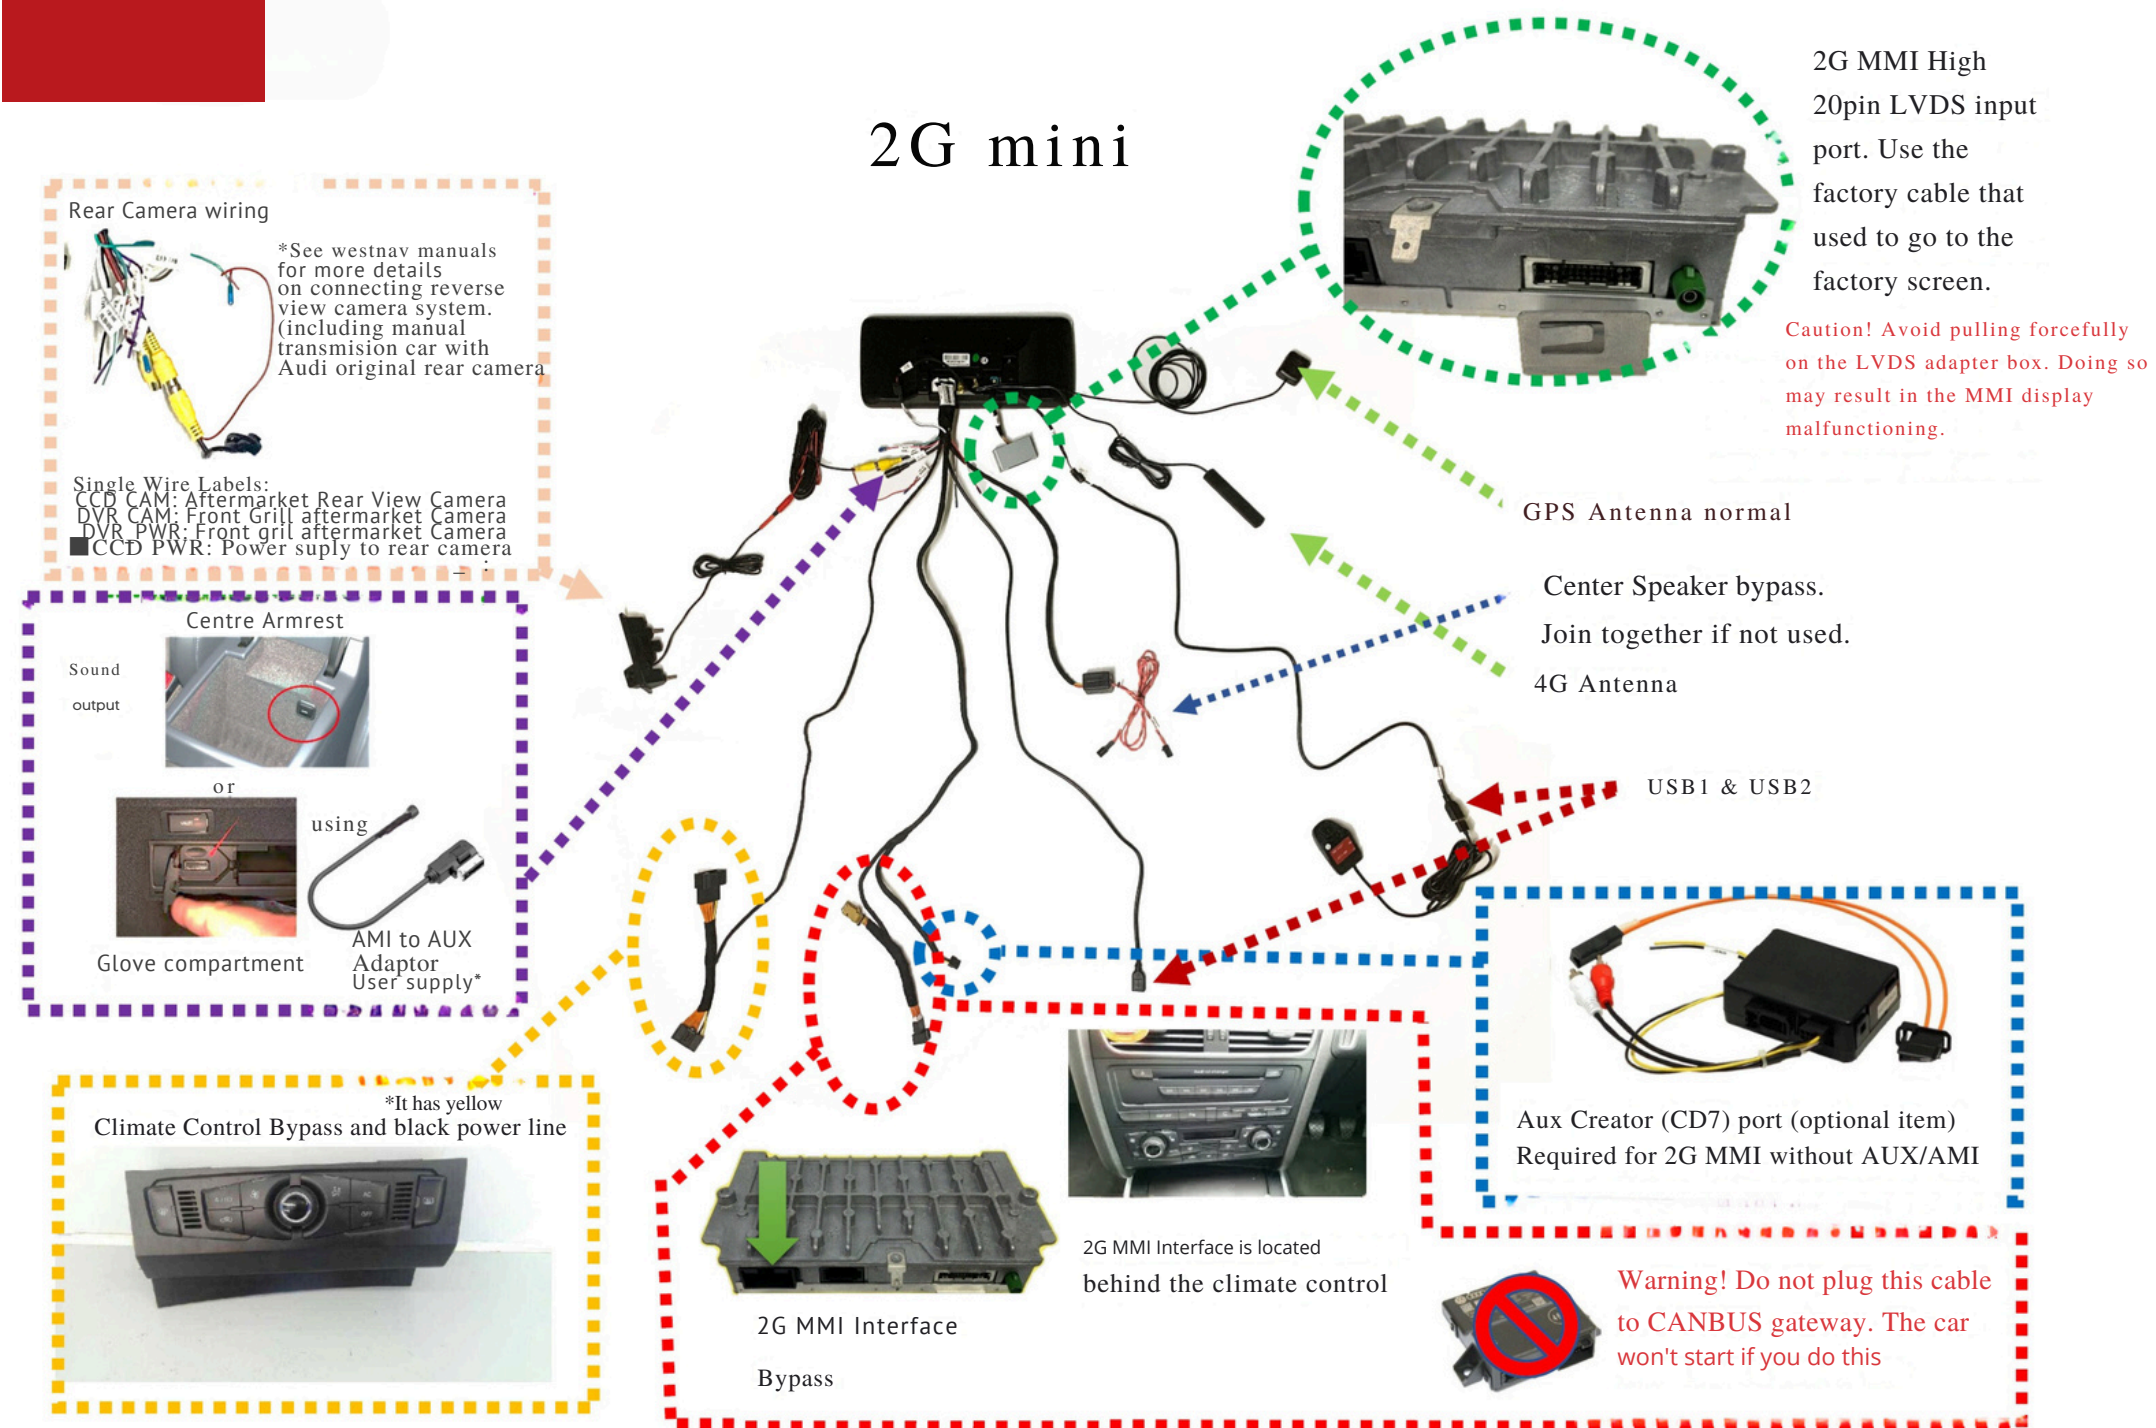 2G mini
2G MMI High
20pin LVDS input
port. Use the
factory cable that
used to go to the
factory screen.
Caution! Avoid pulling forcefully
on the LVDS adapter box. Doing so
may result in the MMI display
malfunctioning.
Rear Camera wiring
*See westnav manuals
for more details
on connecting reverse
view camera system.
(including manual
transmision car with
Audi original rear camera
Single Wire Labels:
CCD CAM: Aftermarket Rear View Camera
DVR CAM: Front Grill aftermarket Camera
DVR PWR: Front gril aftermarket Camera
CCD PWR: Power suply to rear camera
GPS Antenna normal
Center Speaker bypass.
Join together if not used.
4G Antenna
USB1 & USB2
Centre Armrest
Sound
output
or
using
AMI to AUX
Adaptor
User supply*
Glove compartment
*It has yellow
Climate Control Bypass and black power line
Aux Creator (CD7) port (optional item)
Required for 2G MMI without AUX/AMI
2G MMI Interface is located
behind the climate control
2G MMI Interface
Bypass
Warning! Do not plug this cable
to CANBUS gateway. The car
won't start if you do this
AC
OFF